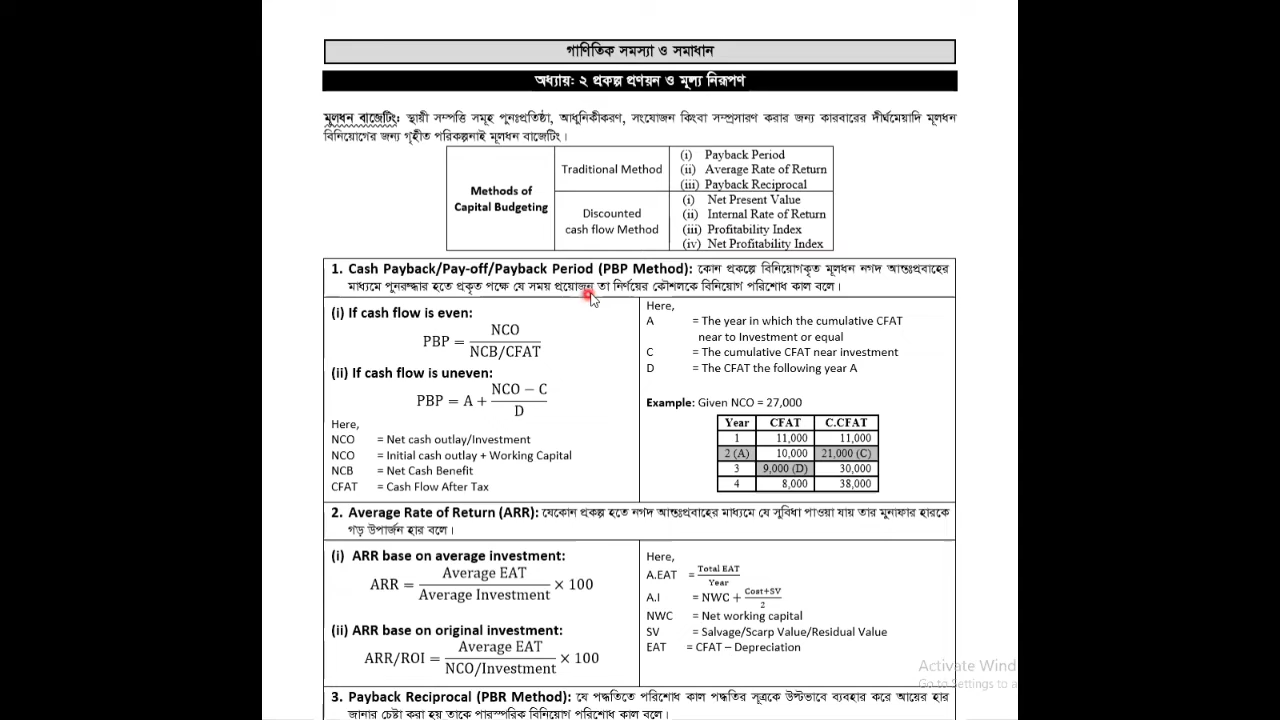 গাণিতিক সমস্যা ও সমাধান
অধ্যায়: ২ প্রকল্প প্রণয়ন ও মূল্য নিরূপণ
মূলধন বাজেটিং: স্থায়ী সম্পত্তি সমূহ পুনঃপ্রতিষ্ঠা, আধুনিকীকরণ, সংযোজন কিংবা সম্প্রসারণ করার জন্য কারবারের দীর্ঘমেয়াদি মূলধন
বিনিয়োগের জন্য গৃহীত পরিকল্পনাই মূলধন বাজেটিং।
Methods of
Capital Budgeting
Traditional Method
(i) Payback Period
(ii) Average Rate of Return
(iii) Payback Reciprocal
Discounted
cash flow Method
(i) Net Present Value
(ii) Internal Rate of Return
(iii) Profitability Index
(iv) Net Profitability Index
1. Cash Payback/Pay-off/Payback Period (PBP Method): কোন প্রকল্পে বিনিয়োগকৃত মূলধন নগদ আন্তঃপ্রবাহের
মাধ্যমে পুনরুদ্ধার হতে প্রকৃত পক্ষে যে সময় প্রয়োজন তা নির্ণয়ের কৌশলকে বিনিয়োগ পরিশোধ কাল বলে।
(i) If cash flow is even:
PBP = NCO / NCB/CFAT
(ii) If cash flow is uneven:
PBP = A + NCO − C / D
Here,
NCO = Net cash outlay/Investment
NCO = Initial cash outlay + Working Capital
NCB = Net Cash Benefit
CFAT = Cash Flow After Tax
Here,
A = The year in which the cumulative CFAT
near to Investment or equal
C = The cumulative CFAT near investment
D = The CFAT the following year A
Example: Given NCO = 27,000
Year CFAT C.CFAT
1 11,000 11,000
2 (A) 10,000 21,000 (C)
3 9,000 (D) 30,000
4 8,000 38,000
2. Average Rate of Return (ARR): যেকোন প্রকল্প হতে নগদ আন্তঃপ্রবাহের মাধ্যমে যে সুবিধা পাওয়া যায় তার মুনাফার হারকে
গড় উপার্জন হার বলে।
(i) ARR base on average investment:
ARR = Average EAT / Average Investment × 100
(ii) ARR base on original investment:
ARR/ROI = Average EAT / NCO/Investment × 100
Here,
A.EAT = Total EAT / Year
A.I = NWC + Cost+SV / 2
NWC = Net working capital
SV = Salvage/Scarp Value/Residual Value
EAT = CFAT – Depreciation
3. Payback Reciprocal (PBR Method): যে পদ্ধতিতে পরিশোধ কাল পদ্ধতির সূত্রকে উল্টভাবে ব্যবহার করে আয়ের হার
জানার চেষ্টা করা হয় তাকে পারস্পরিক বিনিয়োগ পরিশোধ কাল বলে।
Activate Wind
Go to Settings to a